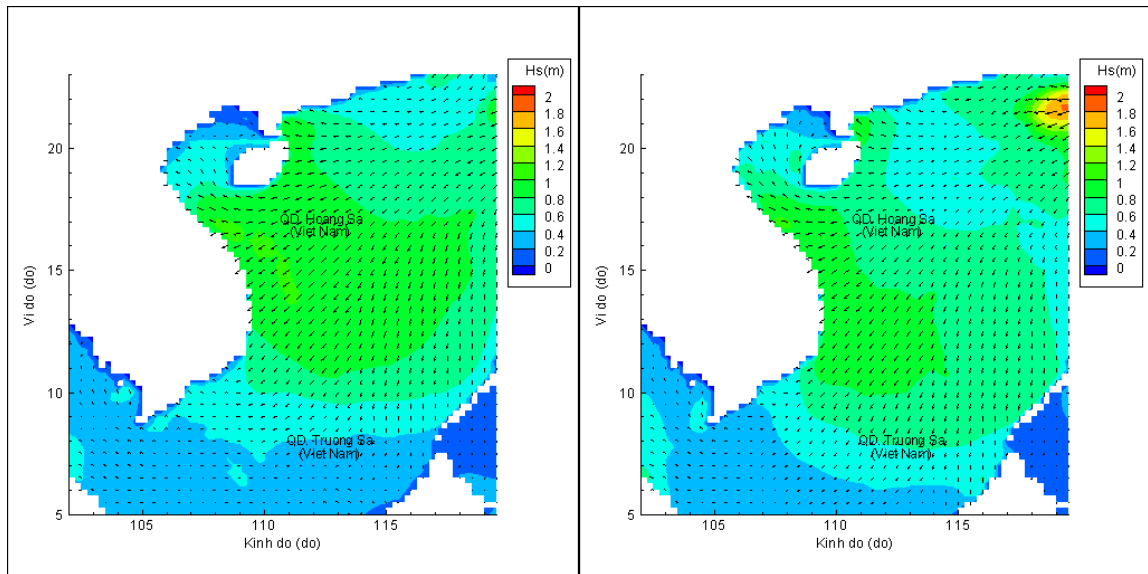 Hs(m)
2
1.8
1.6
1.4
1.2
1
0.8
0.6
0.4
0.2
0
20
15
10
5
Vi do (do)
QD. Hoang Sa
(Viet Nam)
QD. Truong Sa
(Viet Nam)
105
110
115
Kinh do (do)
Hs(m)
2
1.8
1.6
1.4
1.2
1
0.8
0.6
0.4
0.2
0
20
15
10
5
Vi do (do)
QD. Hoang Sa
(Viet Nam)
QD. Truong Sa
(Viet Nam)
105
110
115
Kinh do (do)